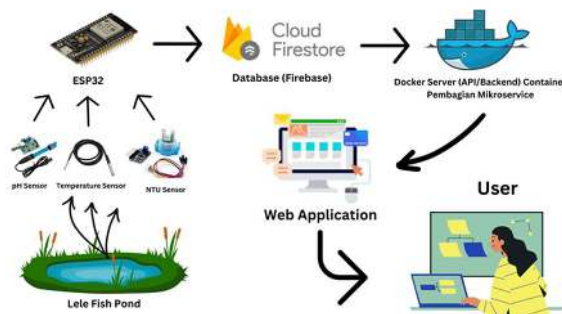 Cloud
Firestore
ESP32
Database (Firebase)
Docker Server (API/Backend) Containe
Pembagian Mikroservice
pH Sensor
Temperature Sensor
NTU Sensor
Web Application
User
Lele Fish Pond